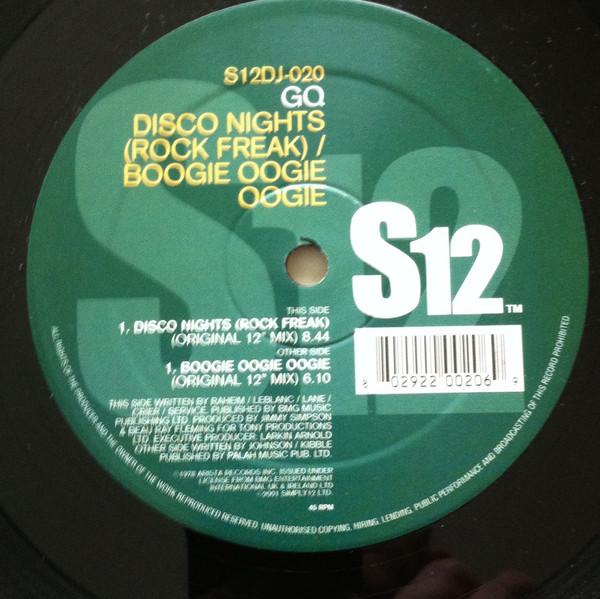 S12DJ-020
GQ
DISCO NIGHTS
(ROCK FREAK) /
BOOGIE OOGIE
OOGIE
S12
S12™
THIS SIDE
1. DISCO NIGHTS (ROCK FREAK)
(ORIGINAL 12" MIX) 8.44
OTHER SIDE
1. BOOGIE OOGIE OOGIE
(ORIGINAL 12" MIX) 6.10
8 02922 00206 9
THIS SIDE WRITTEN BY RAHEIM / LEBLANC / LANE /
CRIER / SERVICE. PUBLISHED BY BMG MUSIC
PUBLISHING LTD. PRODUCED BY JIMMY SIMPSON
& BEAU RAY FLEMING FOR TONY PRODUCTIONS
LTD. EXECUTIVE PRODUCER: LARKIN ARNOLD
OTHER SIDE WRITTEN BY JOHNSON / KIBBLE
PUBLISHED BY PALAH MUSIC PUB. LTD.
℗1978 ARISTA RECORDS INC. ISSUED UNDER
LICENSE FROM BMG ENTERTAINMENT
INTERNATIONAL UK & IRELAND LTD
©2001 SIMPLY12 LTD.
45 RPM
ALL RIGHTS OF THE PRODUCER AND THE OWNER OF THE WORK REPRODUCED RESERVED. UNAUTHORISED COPYING, HIRING, LENDING, PUBLIC PERFORMANCE AND BROADCASTING OF THIS RECORD PROHIBITED